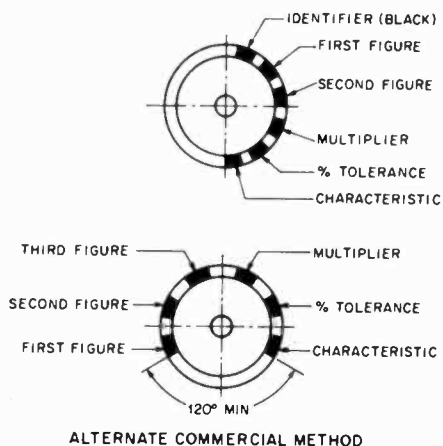 IDENTIFIER (BLACK)
FIRST FIGURE
SECOND FIGURE
MULTIPLIER
% TOLERANCE
CHARACTERISTIC
THIRD FIGURE
MULTIPLIER
SECOND FIGURE
% TOLERANCE
FIRST FIGURE
CHARACTERISTIC
120° MIN
ALTERNATE COMMERCIAL METHOD